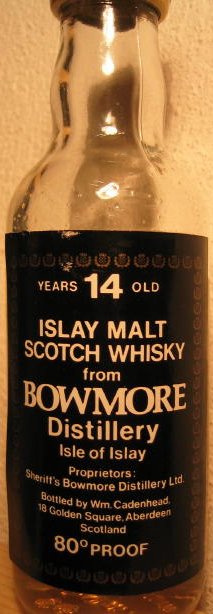 YEARS 14 OLD
ISLAY MALT
SCOTCH WHISKY
from
BOWMORE
Distillery
Isle of Islay
Proprietors:
Sheriff's Bowmore Distillery Ltd.
Bottled by Wm. Cadenhead,
18 Golden Square, Aberdeen
Scotland
80° PROOF